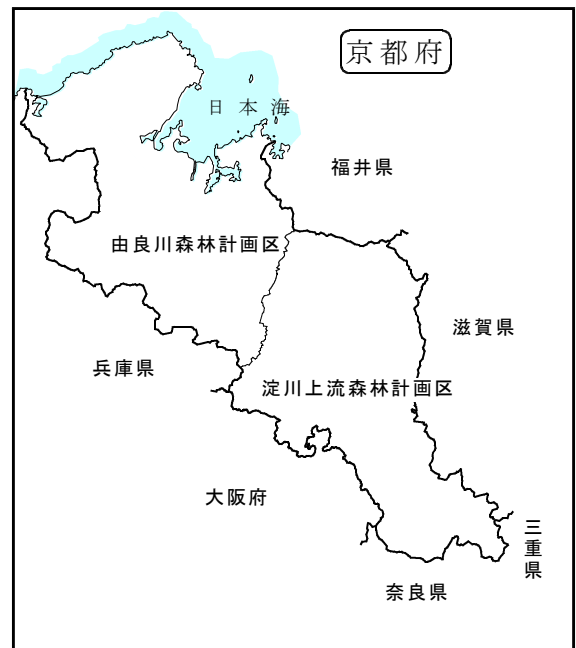 京都府
日本海
福井県
由良川森林計画区
滋賀県
兵庫県
淀川上流森林計画区
大阪府
三重県
奈良県